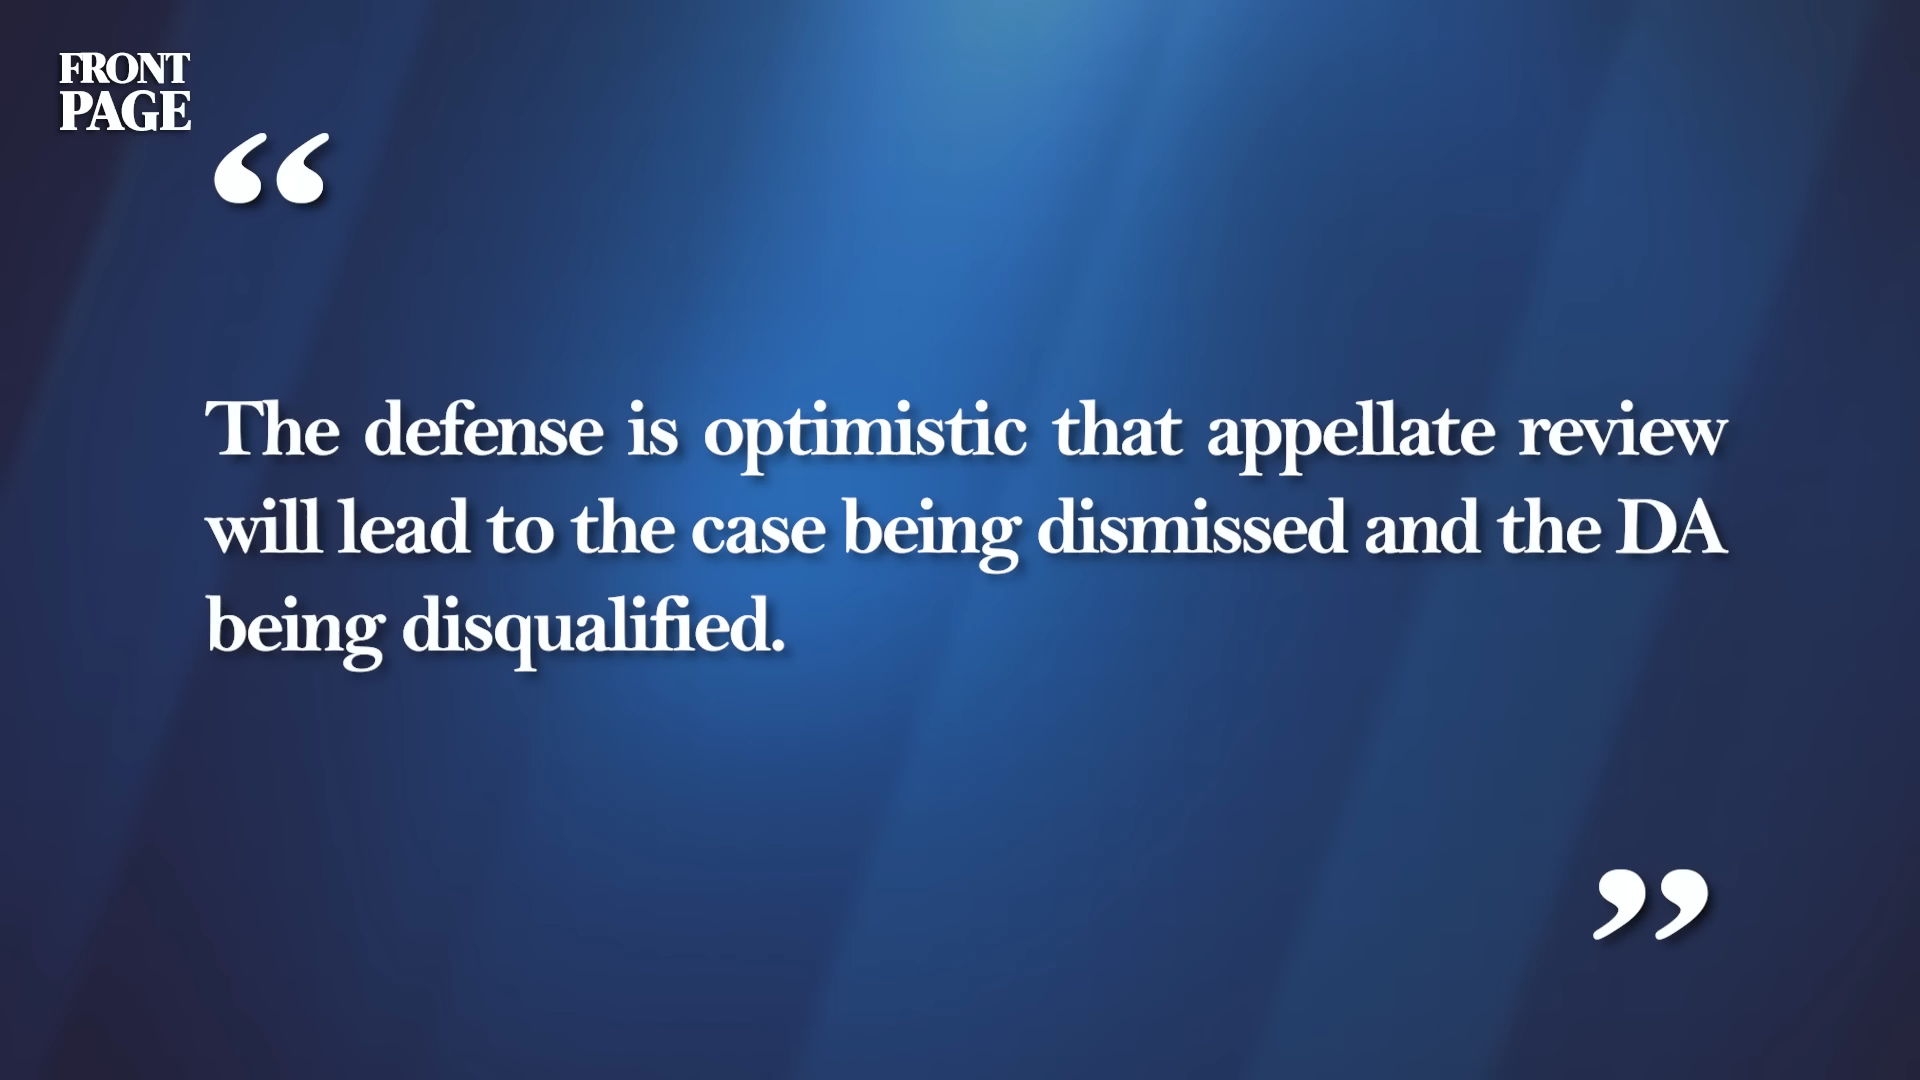 FRONT
PAGE
“
The defense is optimistic that appellate review
will lead to the case being dismissed and the DA
being disqualified.
”